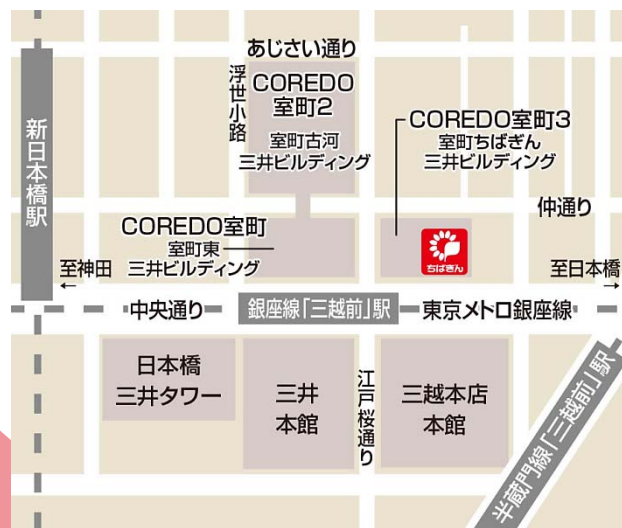 あじさい通り
浮世小路
COREDO
室町2
室町古河
三井ビルディング
COREDO室町3
室町ちばぎん
三井ビルディング
新日本橋駅
仲通り
COREDO室町
室町東
三井ビルディング
ちばぎん
至神田
←
至日本橋
→
中央通り
銀座線「三越前」駅
東京メトロ銀座線
日本橋
三井タワー
三井
本館
江戸桜通り
三越本店
本館
半蔵門線「三越前」駅